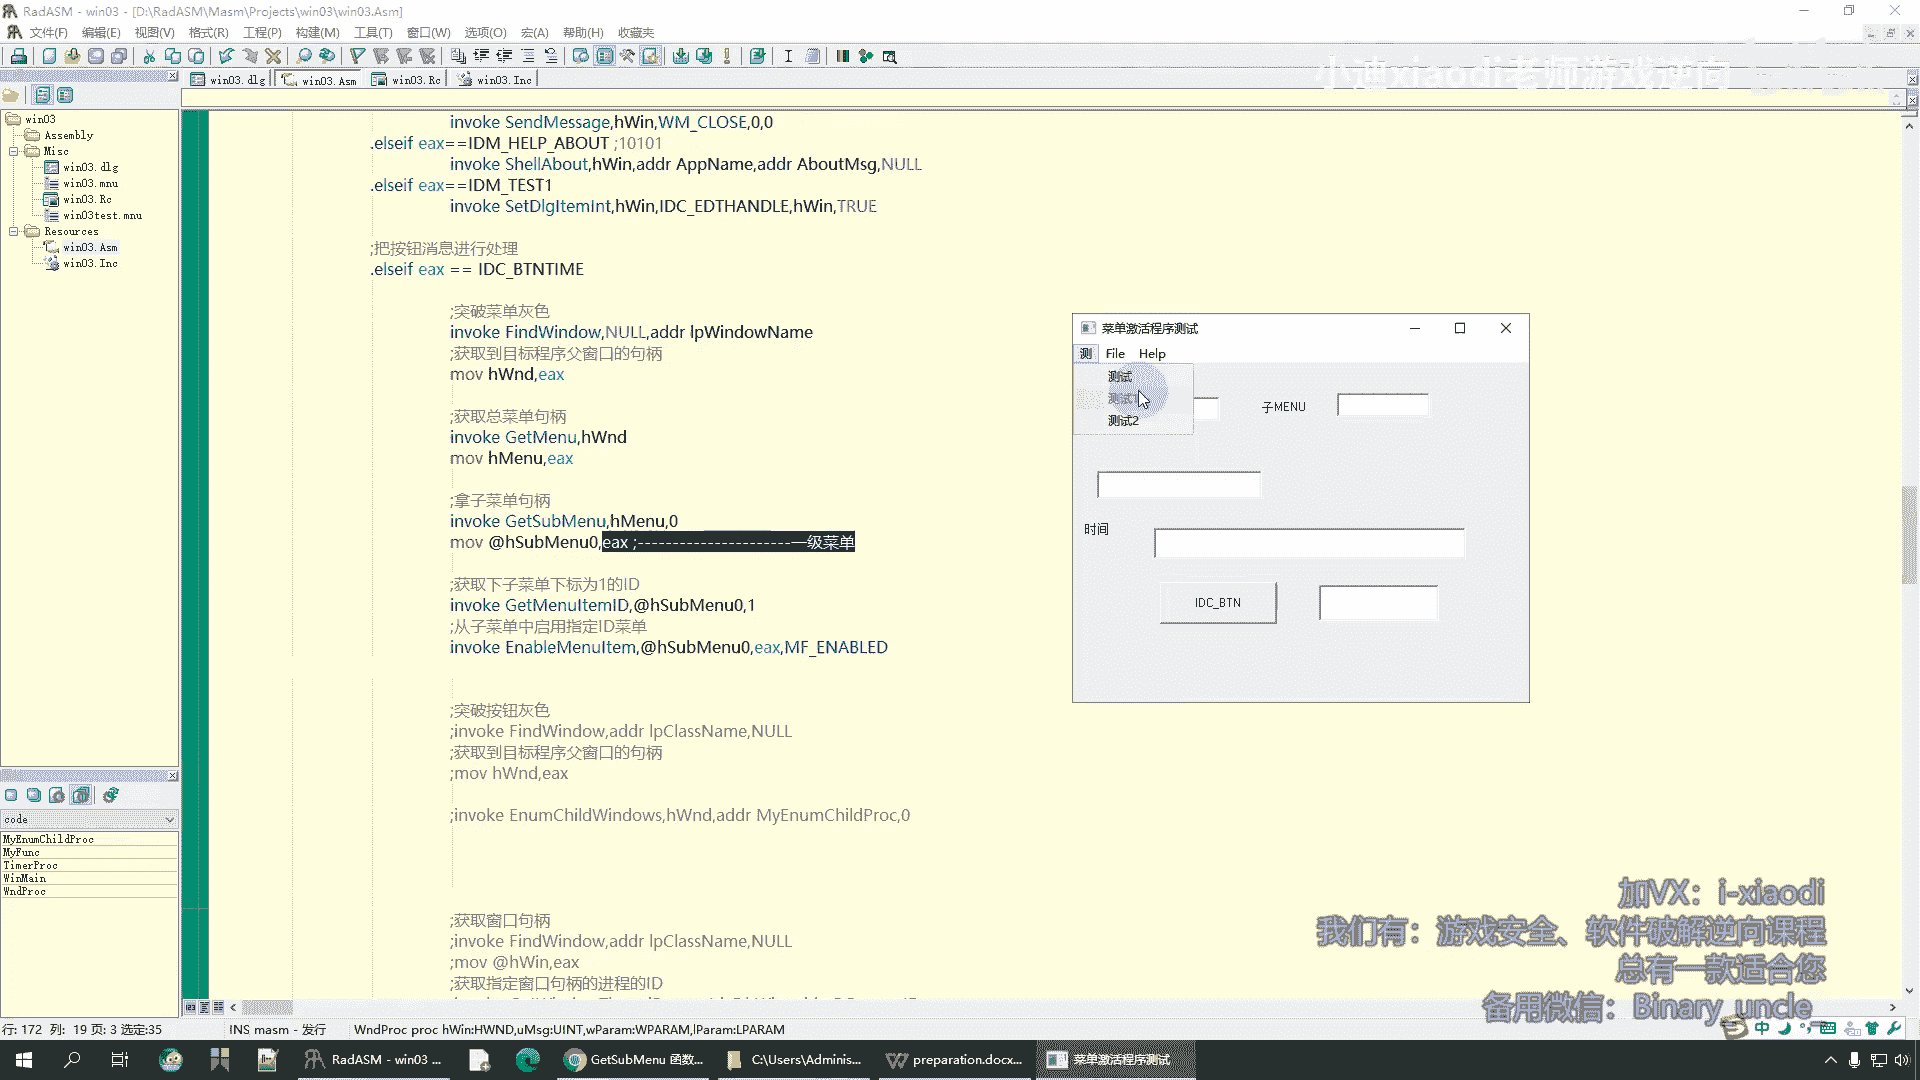 RadASM - win03 - [D:\RadASM\Masm\Projects\win03\win03.Asm]
文件(F) 编辑(E) 视图(V) 格式(R) 工程(P) 构建(M) 工具(T) 窗口(W) 选项(O) 宏(A) 帮助(H) 收藏夹
小迪xiaodi老师游戏逆向
win03.dlg win03.Asm win03.Rc win03.Inc
win03
Assembly
Misc
win03.dlg
win03.mnu
win03.Rc
win03test.mnu
Resources
win03.Asm
win03.Inc
code
MyEnumChildProc
MyFunc
TimerProc
WinMain
WndProc
invoke SendMessage,hWin,WM_CLOSE,0,0
.elseif eax==IDM_HELP_ABOUT ;10101
invoke ShellAbout,hWin,addr AppName,addr AboutMsg,NULL
.elseif eax==IDM_TEST1
invoke SetDlgItemInt,hWin,IDC_EDTHANDLE,hWin,TRUE
;把按钮消息进行处理
.elseif eax == IDC_BTNTIME
;突破菜单灰色
invoke FindWindow,NULL,addr lpWindowName
;获取到目标程序父窗口的句柄
mov hWnd,eax
;获取总菜单句柄
invoke GetMenu,hWnd
mov hMenu,eax
;拿子菜单句柄
invoke GetSubMenu,hMenu,0
mov @hSubMenu0,eax ;----------------------一级菜单
;获取下子菜单下标为1的ID
invoke GetMenuItemID,@hSubMenu0,1
;从子菜单中启用指定ID菜单
invoke EnableMenuItem,@hSubMenu0,eax,MF_ENABLED
;突破按钮灰色
;invoke FindWindow,addr lpClassName,NULL
;获取到目标程序父窗口的句柄
;mov hWnd,eax
;invoke EnumChildWindows,hWnd,addr MyEnumChildProc,0
;获取窗口句柄
;invoke FindWindow,addr lpClassName,NULL
;mov @hWin,eax
;获取指定窗口句柄的进程的ID
菜单激活程序测试
测 File Help
测试
测试1
测试2
子MENU
时间
IDC_BTN
加VX：i-xiaodi
我们有：游戏安全、软件破解逆向课程
总有一款适合您
备用微信：Binary_uncle
行: 172 列: 19 页: 3 选定:35 INS masm - 发行 WndProc proc hWin:HWND,uMsg:UINT,wParam:WPARAM,lParam:LPARAM
中
RadASM - win03 ... GetSubMenu 函数... C:\Users\Adminis... preparation.docx... 菜单激活程序测试